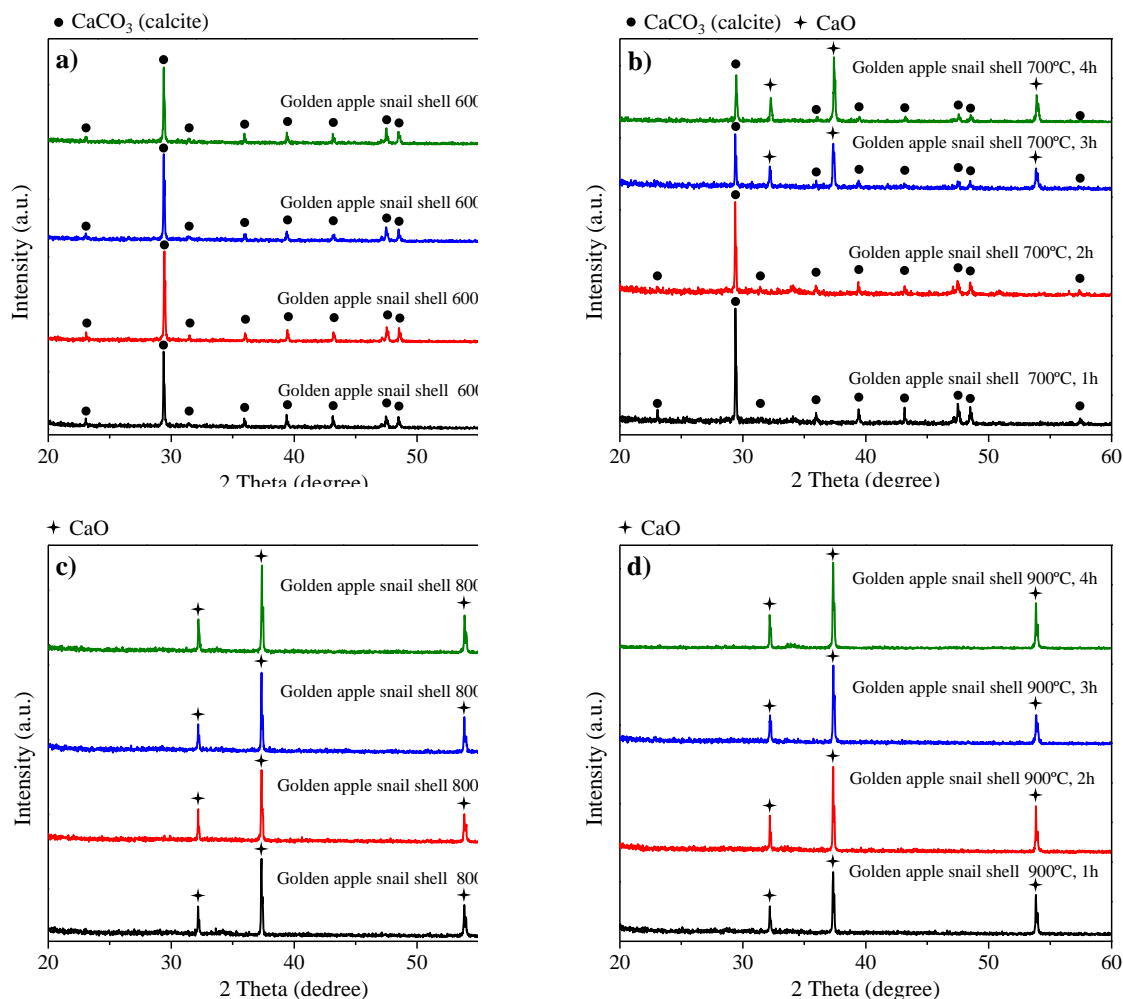 ● CaCO₃ (calcite)
a)
Golden apple snail shell 600
Golden apple snail shell 600
Golden apple snail shell 600
Golden apple snail shell 600
Intensity (a.u.)
20 30 40 50
2 Theta (degree)
● CaCO₃ (calcite) ✦ CaO
b)
Golden apple snail shell 700ºC, 4h
Golden apple snail shell 700ºC, 3h
Golden apple snail shell 700ºC, 2h
Golden apple snail shell 700ºC, 1h
Intensity (a.u.)
20 30 40 50 60
2 Theta (degree)
✦ CaO
c)
Golden apple snail shell 800
Golden apple snail shell 800
Golden apple snail shell 800
Golden apple snail shell 800
Intensity (a.u.)
20 30 40 50
2 Theta (dedree)
✦ CaO
d)
Golden apple snail shell 900ºC, 4h
Golden apple snail shell 900ºC, 3h
Golden apple snail shell 900ºC, 2h
Golden apple snail shell 900ºC, 1h
Intensity (a.u.)
20 30 40 50 60
2 Theta (degree)